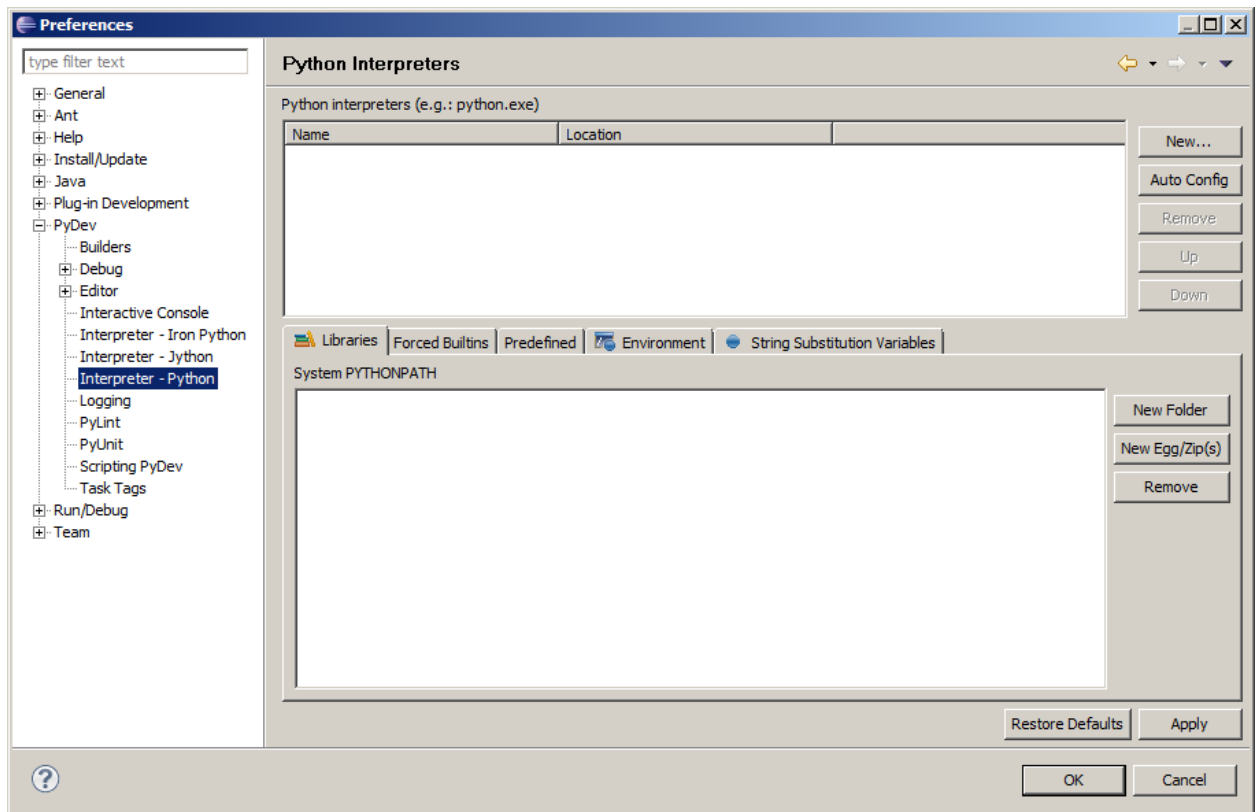 Preferences
type filter text
General
Ant
Help
Install/Update
Java
Plug-in Development
PyDev
Builders
Debug
Editor
Interactive Console
Interpreter - Iron Python
Interpreter - Jython
Interpreter - Python
Logging
PyLint
PyUnit
Scripting PyDev
Task Tags
Run/Debug
Team
Python Interpreters
Python interpreters (e.g.: python.exe)
Name Location
New...
Auto Config
Remove
Up
Down
Libraries Forced Builtins Predefined Environment String Substitution Variables
System PYTHONPATH
New Folder
New Egg/Zip(s)
Remove
Restore Defaults Apply
? OK Cancel